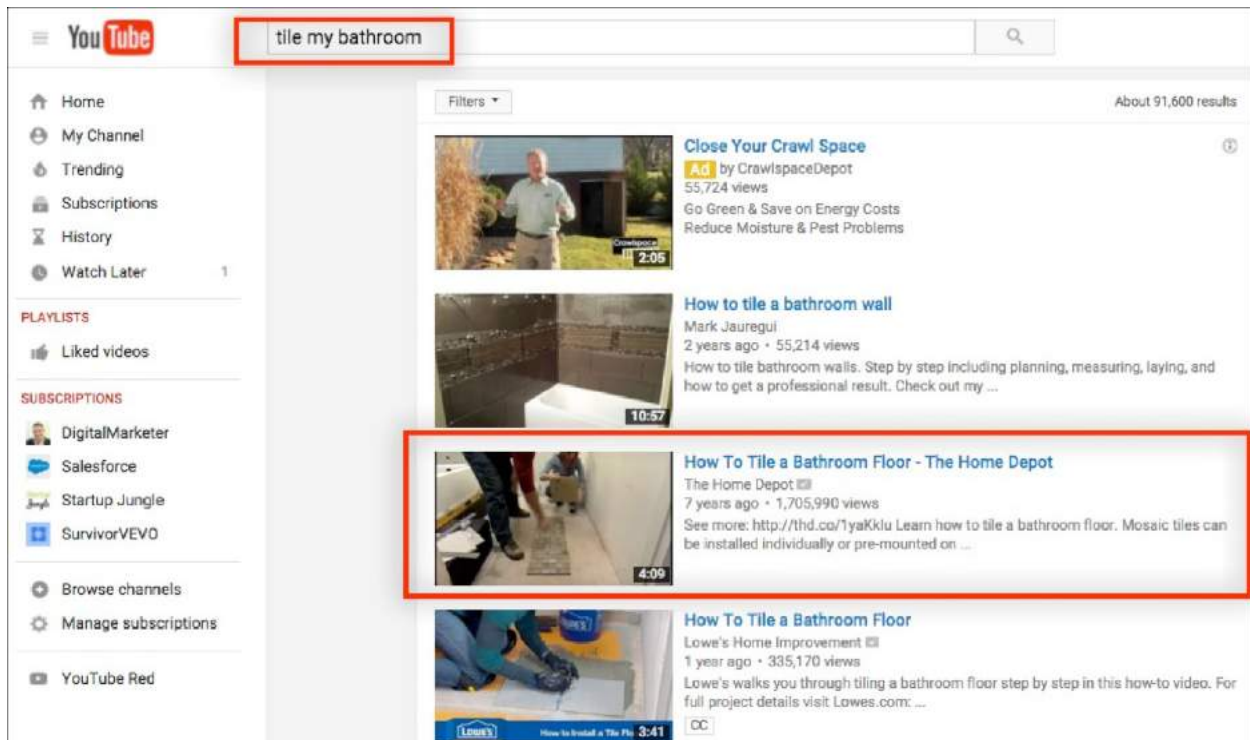 YouTube
tile my bathroom
Home
My Channel
Trending
Subscriptions
History
Watch Later 1
PLAYLISTS
Liked videos
SUBSCRIPTIONS
DigitalMarketer
Salesforce
Startup Jungle
SurvivorVEVO
Browse channels
Manage subscriptions
YouTube Red
Filters
About 91,600 results
2:05
Close Your Crawl Space
Ad by CrawlspaceDepot
55,724 views
Go Green & Save on Energy Costs
Reduce Moisture & Pest Problems
10:57
How to tile a bathroom wall
Mark Jauregui
2 years ago • 55,214 views
How to tile bathroom walls. Step by step including planning, measuring, laying, and
how to get a professional result. Check out my ...
4:09
How To Tile a Bathroom Floor - The Home Depot
The Home Depot
7 years ago • 1,705,990 views
See more: http://thd.co/1yaKklu Learn how to tile a bathroom floor. Mosaic tiles can
be installed individually or pre-mounted on ...
LOWE'S
How to Install a Tile
3:41
How To Tile a Bathroom Floor
Lowe's Home Improvement
1 year ago • 335,170 views
Lowe's walks you through tiling a bathroom floor step by step in this how-to video. For
full project details visit Lowes.com: ...
CC